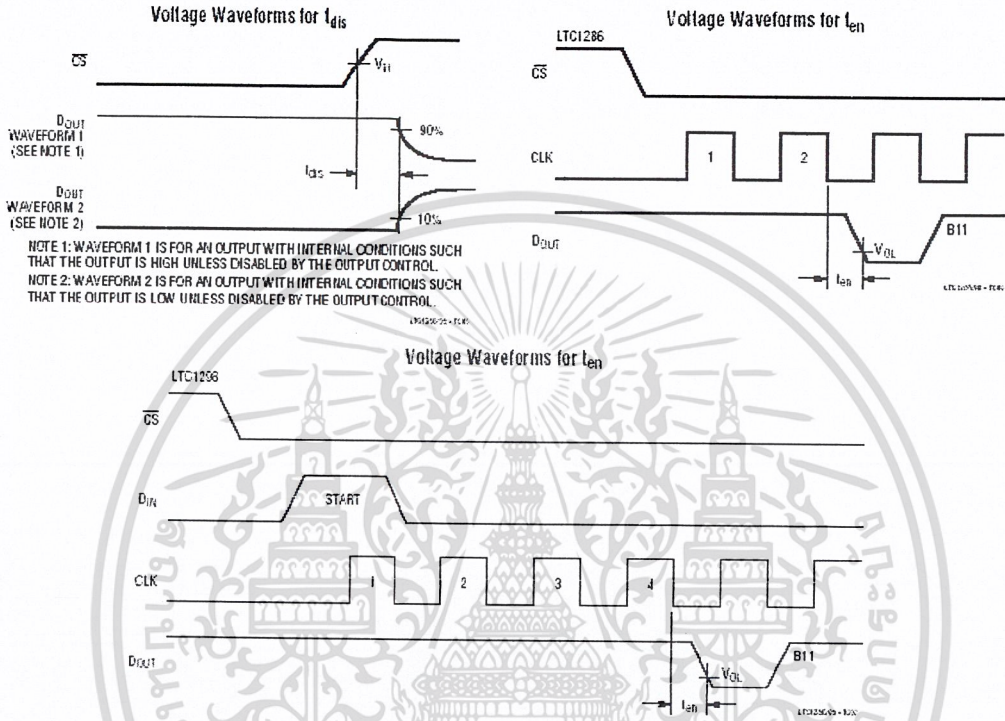 Voltage Waveforms for tdis
CS
VIH
DOUT
WAVEFORM 1
(SEE NOTE 1)
90%
tdis
DOUT
WAVEFORM 2
(SEE NOTE 2)
10%
NOTE 1: WAVEFORM 1 IS FOR AN OUTPUT WITH INTERNAL CONDITIONS SUCH
THAT THE OUTPUT IS HIGH UNLESS DISABLED BY THE OUTPUT CONTROL.
NOTE 2: WAVEFORM 2 IS FOR AN OUTPUT WITH INTERNAL CONDITIONS SUCH
THAT THE OUTPUT IS LOW UNLESS DISABLED BY THE OUTPUT CONTROL.
Voltage Waveforms for ten
LTC1286
CS
CLK
1
2
DOUT
B11
VOL
ten
Voltage Waveforms for ten
LTC1298
CS
DIN
START
CLK
1
2
3
4
DOUT
B11
VOL
ten